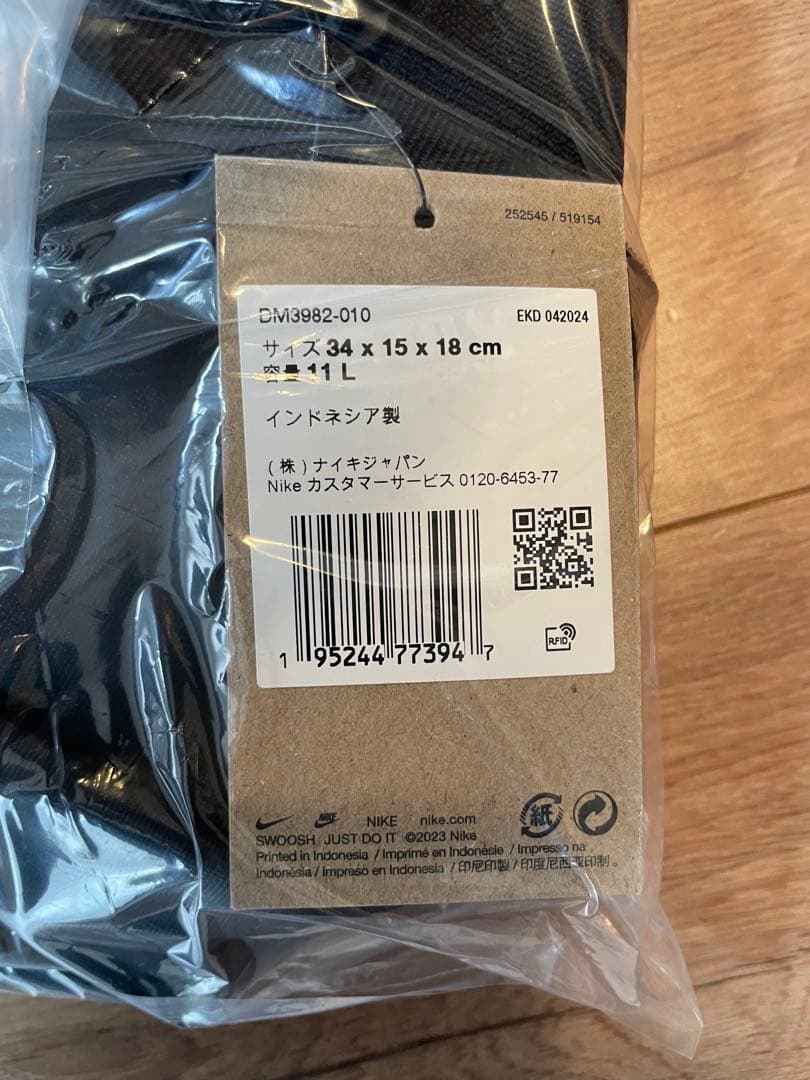 252545 / 519154
DM3982-010 EKD 042024
サイズ 34 x 15 x 18 cm
容量 11 L
インドネシア製
(株)ナイキジャパン
Nike カスタマーサービス 0120-6453-77
1 95244 77394 7
RFID
紙
NIKE NIKE nike.com
SWOOSH JUST DO IT ©2023 Nike
Printed in Indonesia / Imprimé en Indonésie / Impresso na
Indonésia / Impreso en Indonesia / 印尼印製 / 印度尼西亚印制。